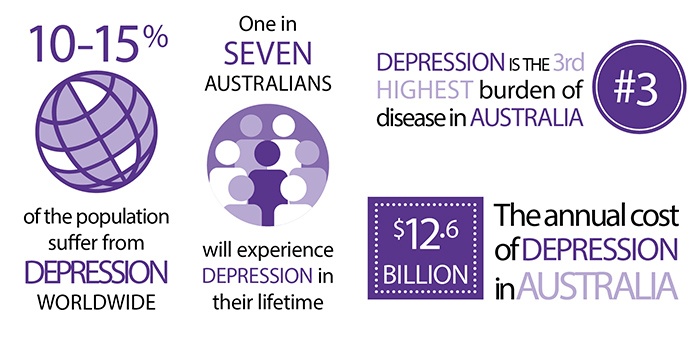 10-15%
of the population
suffer from
DEPRESSION
WORLDWIDE
One in
SEVEN
AUSTRALIANS
will experience
DEPRESSION in
their lifetime
DEPRESSION IS THE 3rd
HIGHEST burden of
disease in AUSTRALIA
#3
$12.6
BILLION
The annual cost
of DEPRESSION
in AUSTRALIA